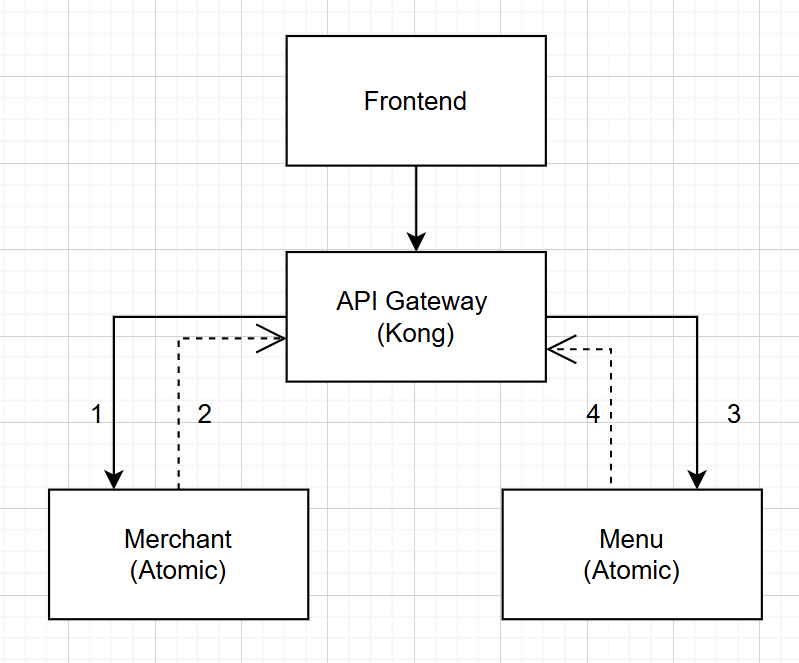 Frontend
API Gateway
(Kong)
1
2
4
3
Merchant
(Atomic)
Menu
(Atomic)